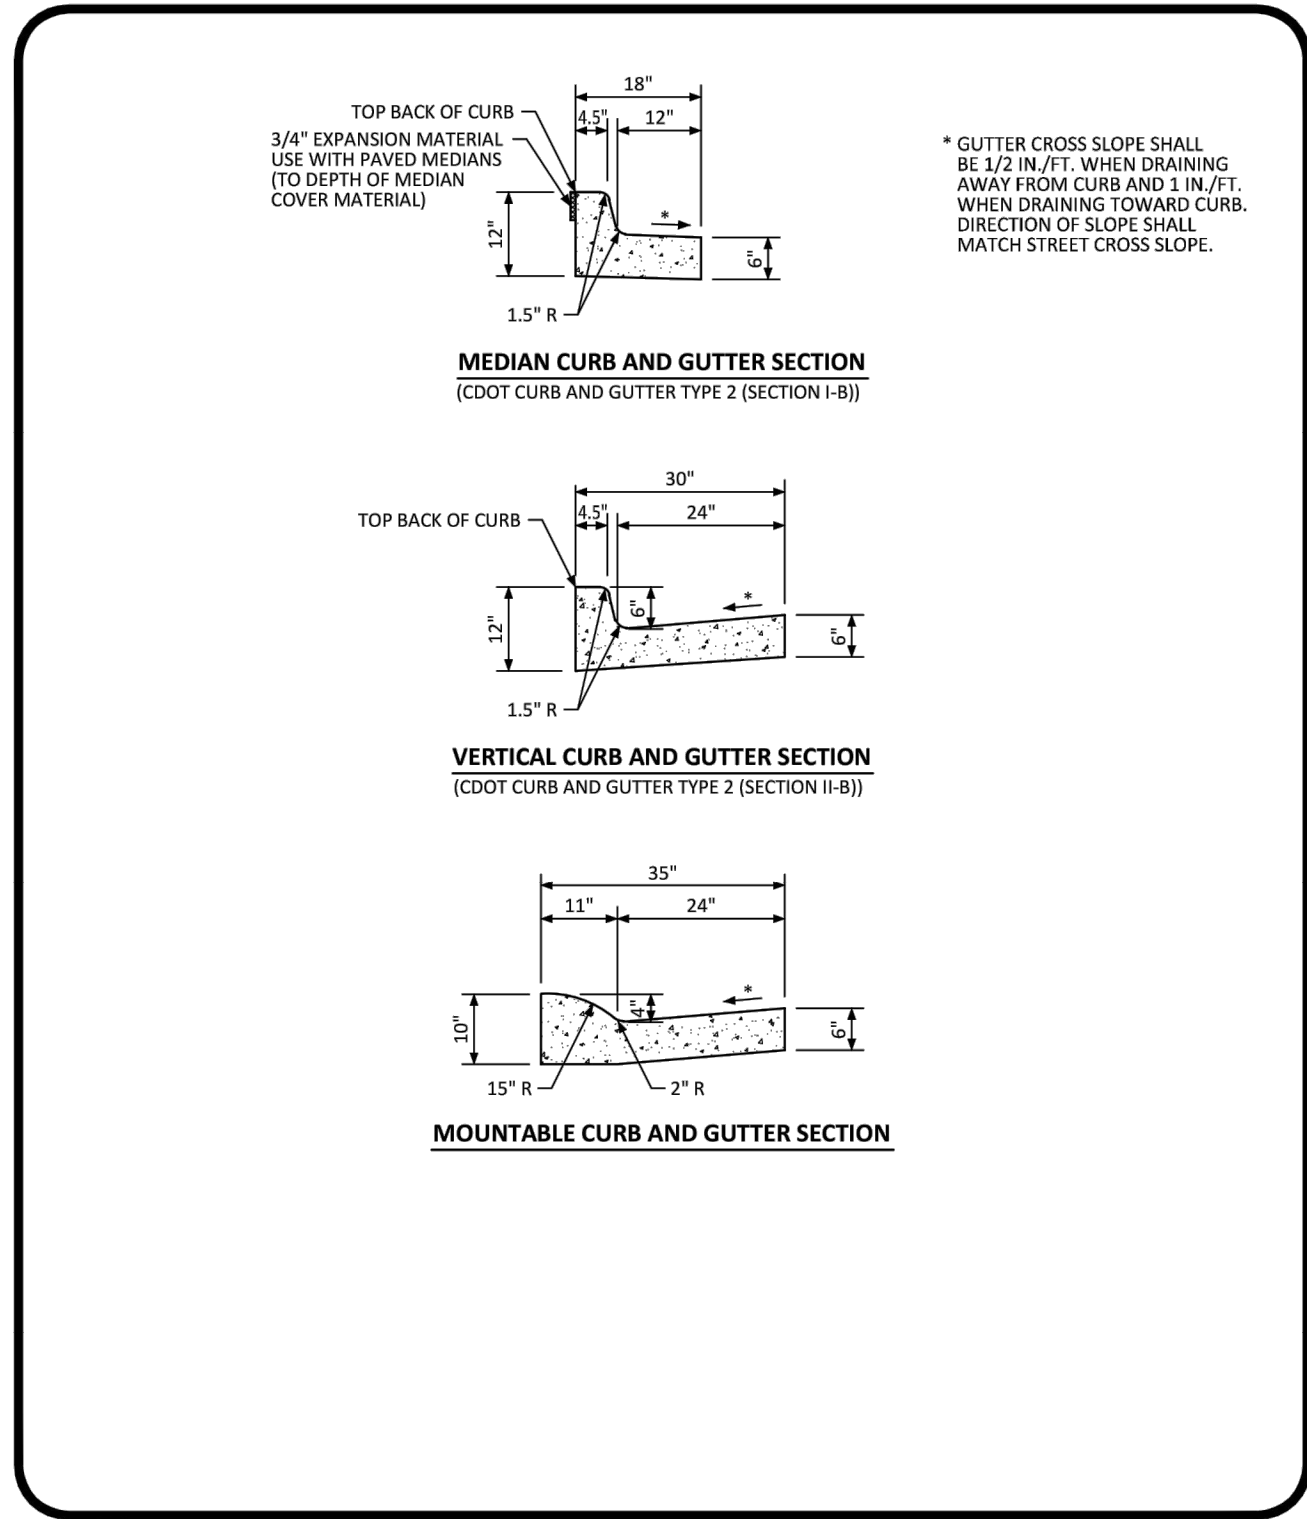 18"
TOP BACK OF CURB
4.5"
12"
3/4" EXPANSION MATERIAL
USE WITH PAVED MEDIANS
(TO DEPTH OF MEDIAN
COVER MATERIAL)
* GUTTER CROSS SLOPE SHALL
BE 1/2 IN./FT. WHEN DRAINING
AWAY FROM CURB AND 1 IN./FT.
WHEN DRAINING TOWARD CURB.
DIRECTION OF SLOPE SHALL
MATCH STREET CROSS SLOPE.
12"
*
6"
1.5" R
MEDIAN CURB AND GUTTER SECTION
(CDOT CURB AND GUTTER TYPE 2 (SECTION I-B))
30"
4.5"
24"
TOP BACK OF CURB
12"
6"
*
6"
1.5" R
VERTICAL CURB AND GUTTER SECTION
(CDOT CURB AND GUTTER TYPE 2 (SECTION II-B))
35"
11"
24"
10"
4"
*
6"
15" R
2" R
MOUNTABLE CURB AND GUTTER SECTION